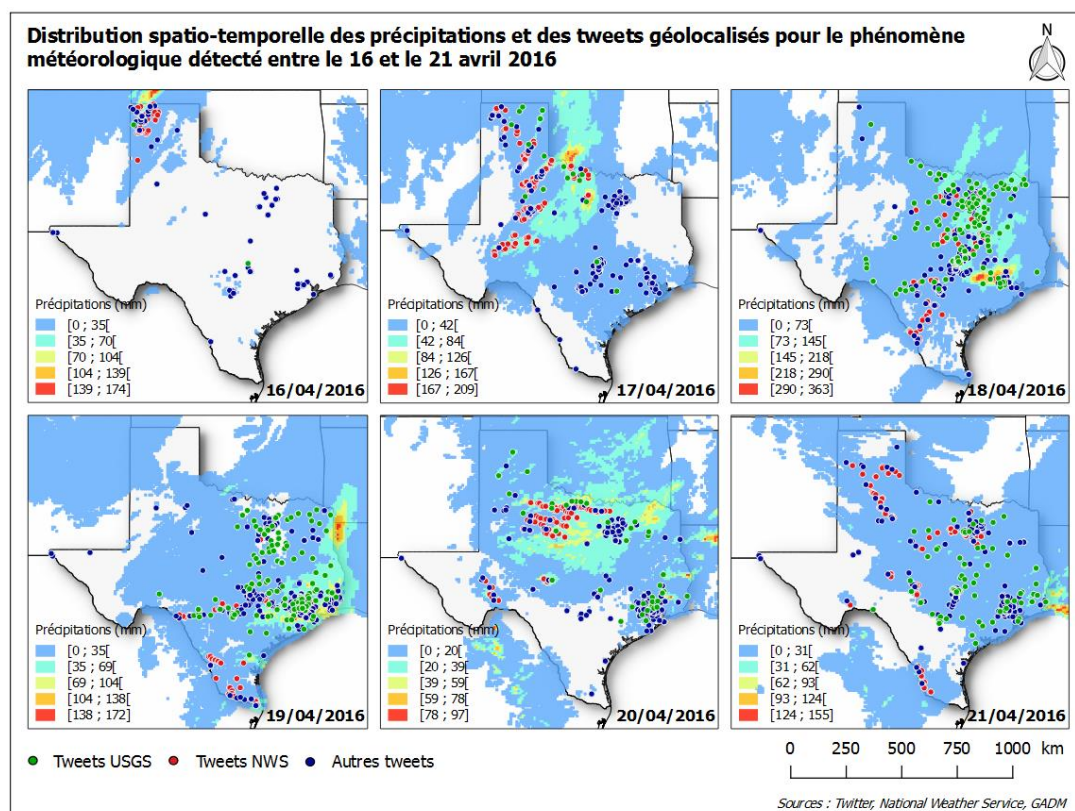 Distribution spatio-temporelle des précipitations et des tweets géolocalisés pour le phénomène
météorologique détecté entre le 16 et le 21 avril 2016
N
Précipitations (mm)
[0 ; 35[
[35 ; 70[
[70 ; 104[
[104 ; 139[
[139 ; 174]
16/04/2016
Précipitations (mm)
[0 ; 42[
[42 ; 84[
[84 ; 126[
[126 ; 167[
[167 ; 209]
17/04/2016
Précipitations (mm)
[0 ; 73[
[73 ; 145[
[145 ; 218[
[218 ; 290[
[290 ; 363]
18/04/2016
Précipitations (mm)
[0 ; 35[
[35 ; 69[
[69 ; 104[
[104 ; 138[
[138 ; 172]
19/04/2016
Précipitations (mm)
[0 ; 20[
[20 ; 39[
[39 ; 59[
[59 ; 78[
[78 ; 97]
20/04/2016
Précipitations (mm)
[0 ; 31[
[31 ; 62[
[62 ; 93[
[93 ; 124[
[124 ; 155]
21/04/2016
Tweets USGS Tweets NWS Autres tweets
0 250 500 750 1000 km
Sources : Twitter, National Weather Service, GADM